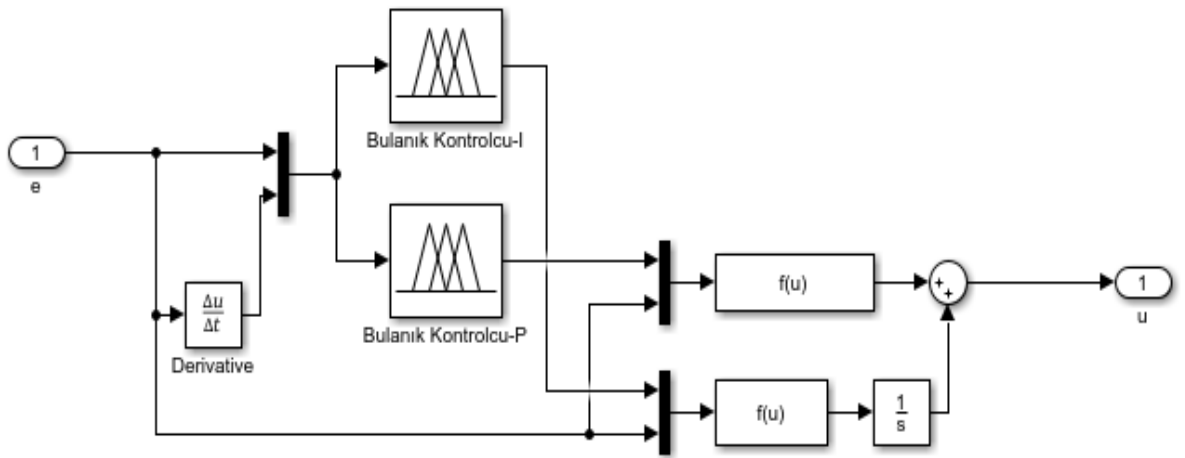 Bulanık Kontrolcu-I
1
e
Δu
Δt
Derivative
Bulanık Kontrolcu-P
f(u)
+
+
1
u
f(u)
1
s